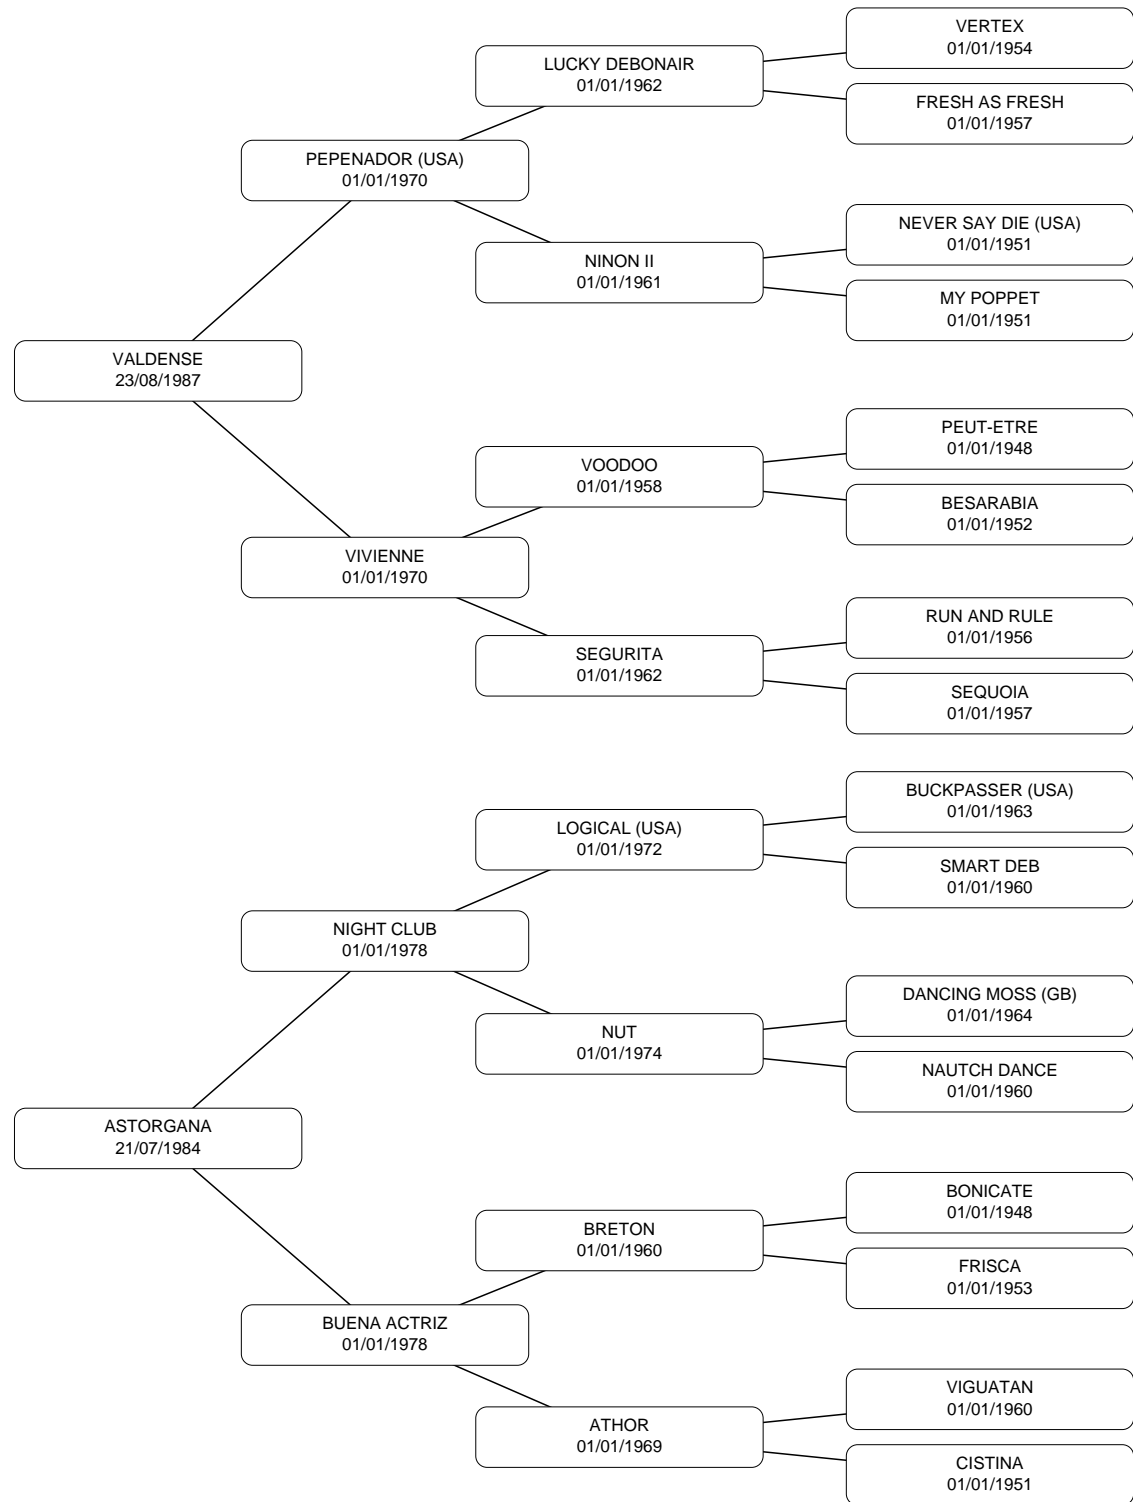 VERTEX
01/01/1954
LUCKY DEBONAIR
01/01/1962
FRESH AS FRESH
01/01/1957
PEPENADOR (USA)
01/01/1970
NEVER SAY DIE (USA)
01/01/1951
NINON II
01/01/1961
MY POPPET
01/01/1951
VALDENSE
23/08/1987
PEUT-ETRE
01/01/1948
VOODOO
01/01/1958
BESARABIA
01/01/1952
VIVIENNE
01/01/1970
RUN AND RULE
01/01/1956
SEGURITA
01/01/1962
SEQUOIA
01/01/1957
BUCKPASSER (USA)
01/01/1963
LOGICAL (USA)
01/01/1972
SMART DEB
01/01/1960
NIGHT CLUB
01/01/1978
DANCING MOSS (GB)
01/01/1964
NUT
01/01/1974
NAUTCH DANCE
01/01/1960
ASTORGANA
21/07/1984
BONICATE
01/01/1948
BRETON
01/01/1960
FRISCA
01/01/1953
BUENA ACTRIZ
01/01/1978
VIGUATAN
01/01/1960
ATHOR
01/01/1969
CISTINA
01/01/1951